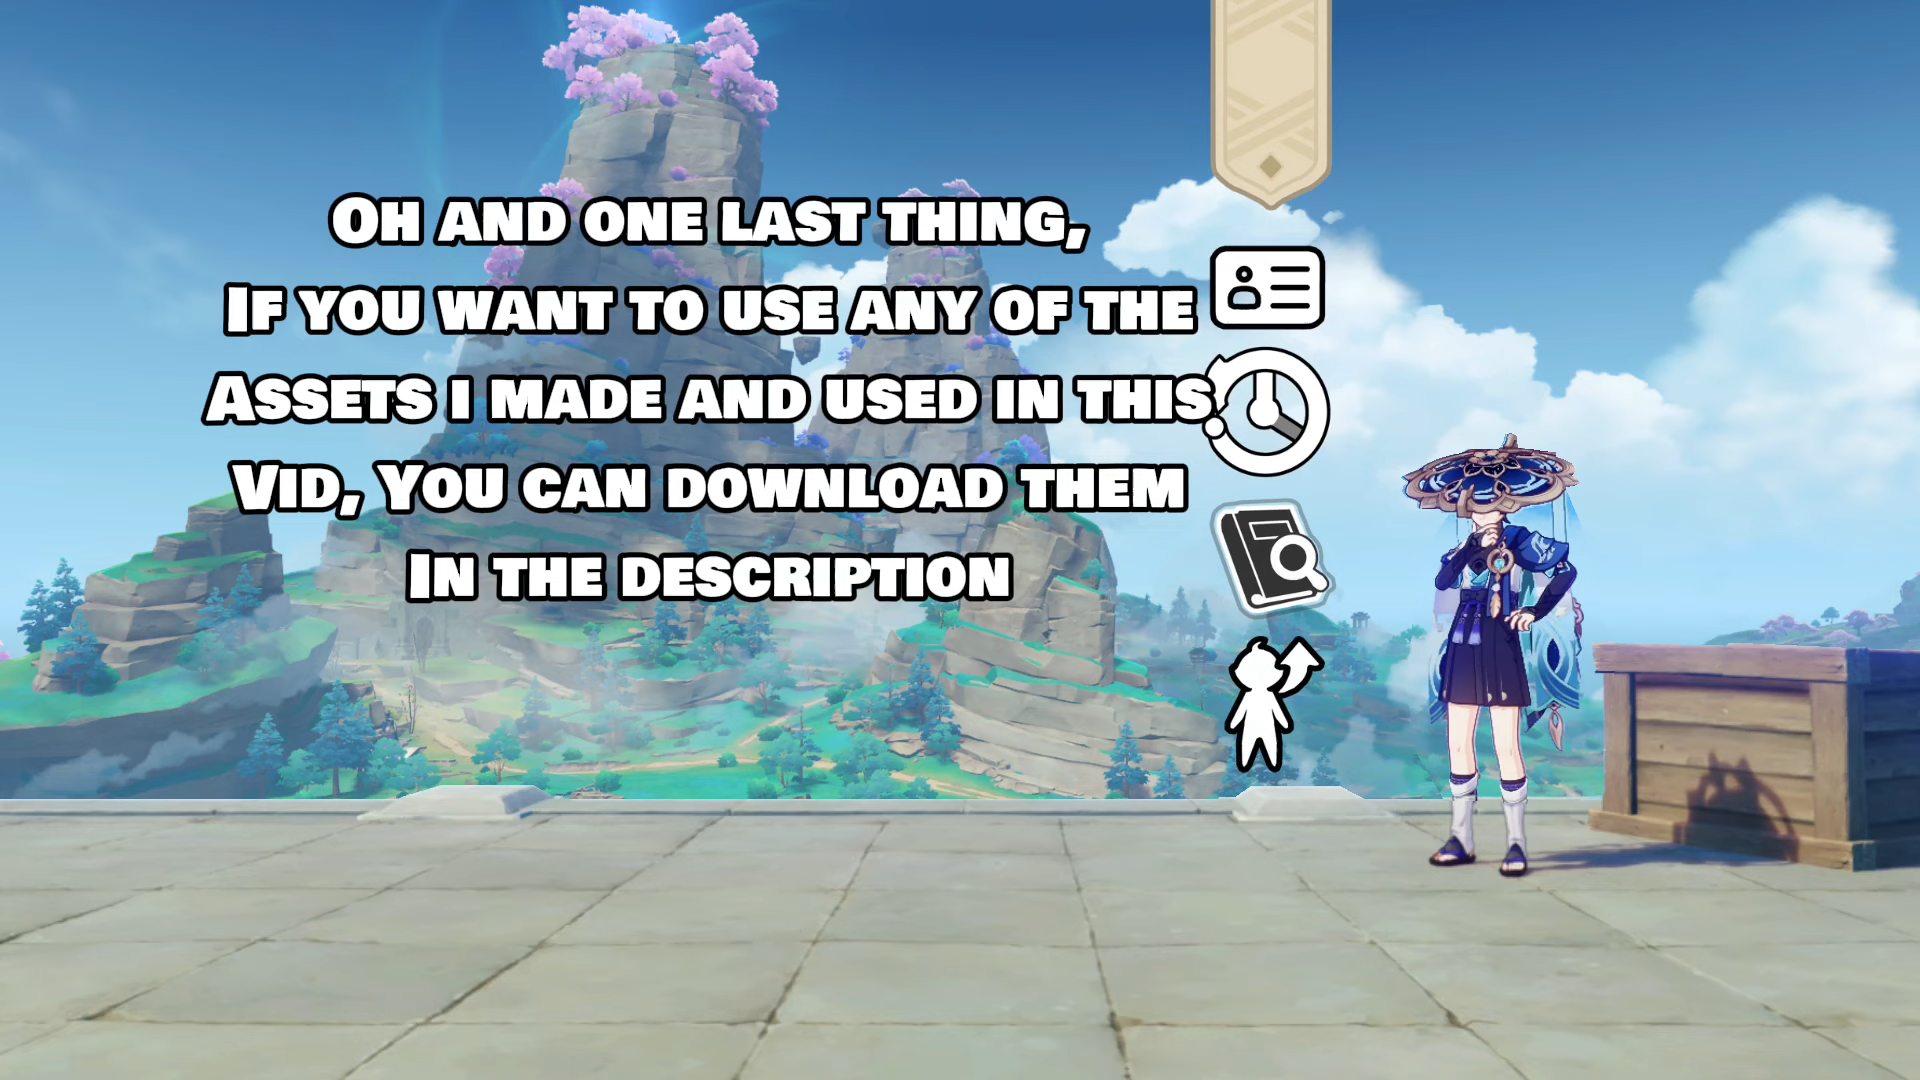 Oh and one last thing,
If you want to use any of the
Assets i made and used in this
Vid, You can download them
In the description